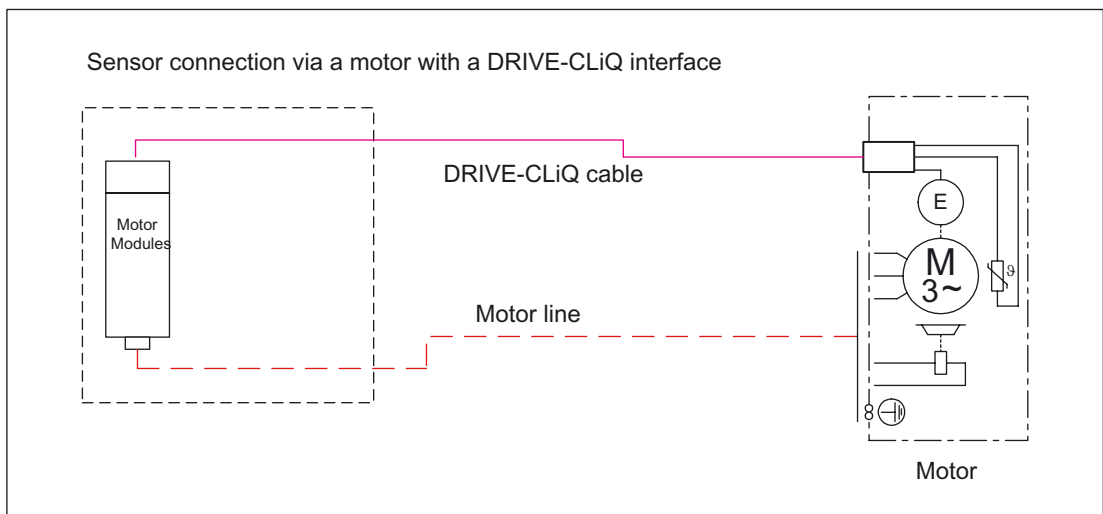 Sensor connection via a motor with a DRIVE-CLiQ interface
DRIVE-CLiQ cable
Motor
Modules
E
M
3~
ϑ
Motor line
Motor